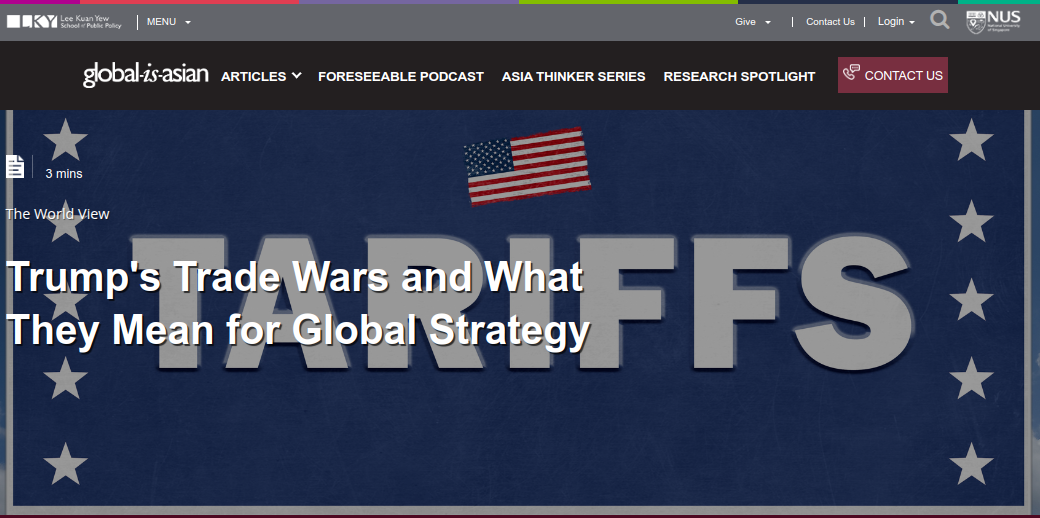 LKY
Lee Kuan Yew
School of Public Policy
MENU
Give
Contact Us
Login
NUS
National University
of Singapore
global-is-asian
ARTICLES
FORESEEABLE PODCAST
ASIA THINKER SERIES
RESEARCH SPOTLIGHT
CONTACT US
3 mins
The World View
TARIFFS
Trump's Trade Wars and What
They Mean for Global Strategy